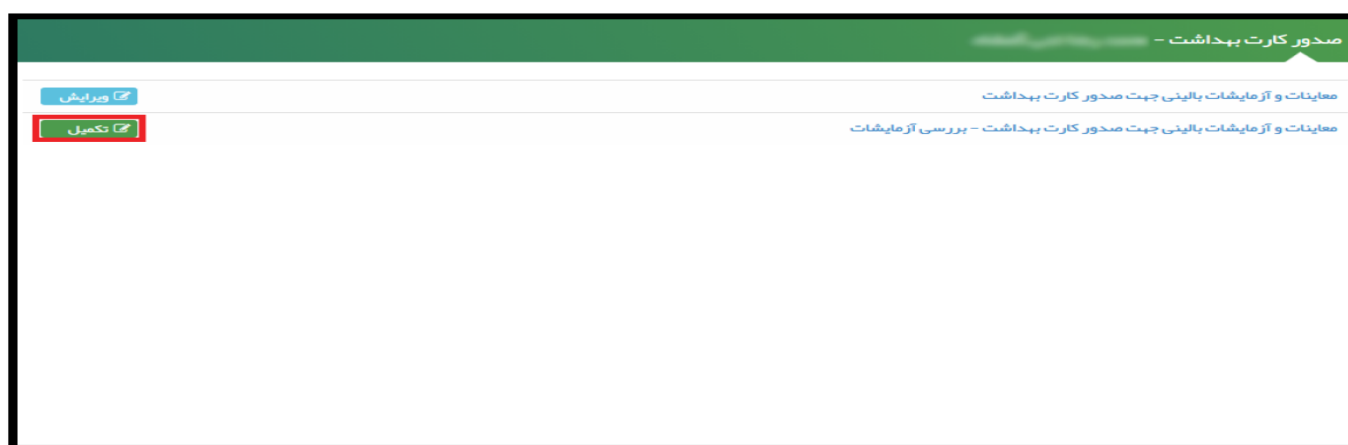 صدور کارت بهداشت –
معاینات و آزمایشات بالینی جهت صدور کارت بهداشت
ویرایش
معاینات و آزمایشات بالینی جهت صدور کارت بهداشت – بررسی آزمایشات
تکمیل